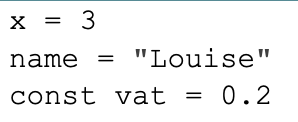 x = 3
name = "Louise"
const vat = 0.2